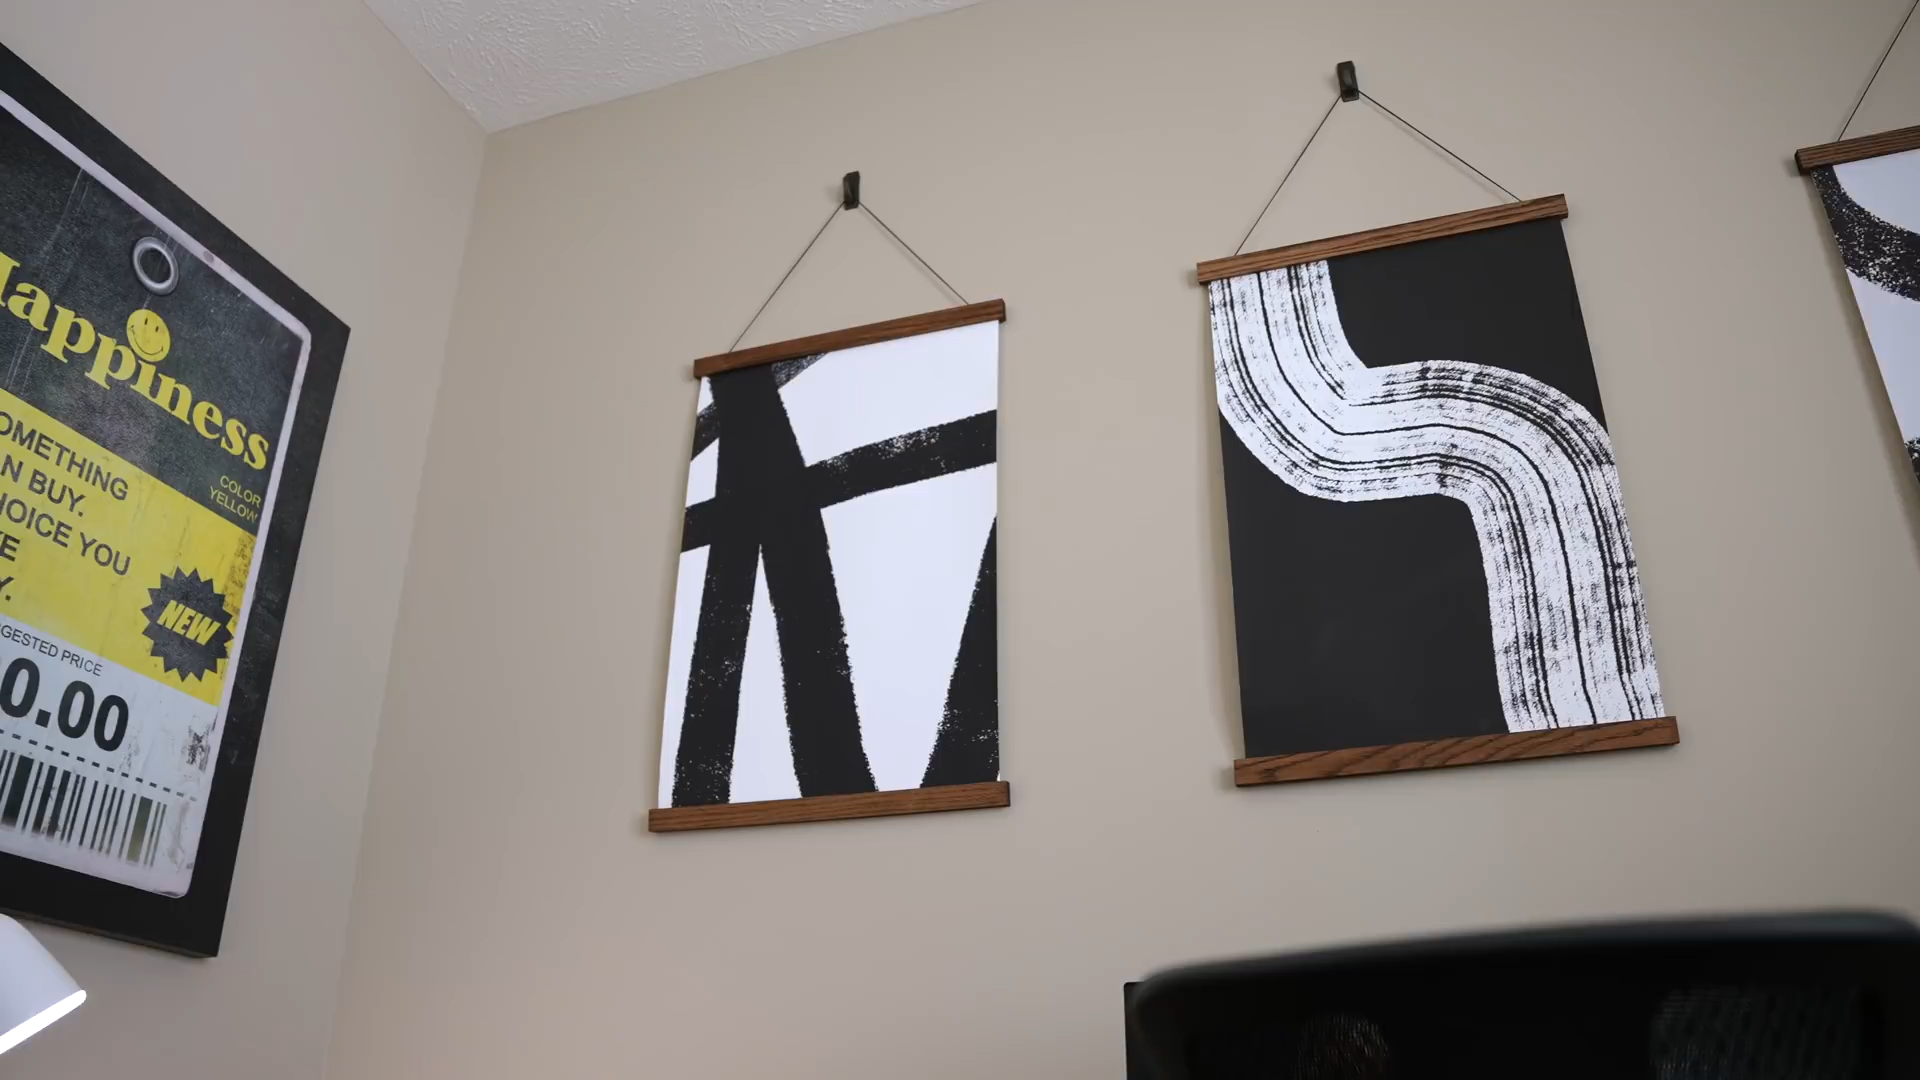 Happiness
COLOR
YELLOW
OMETHING
N BUY.
HOICE YOU
E
Y.
NEW
GESTED PRICE
0.00